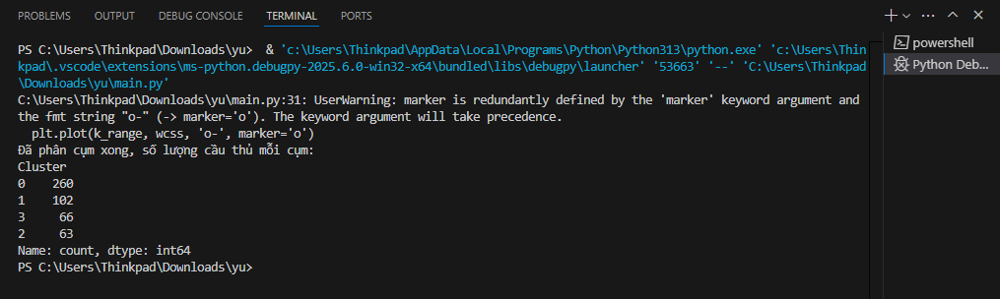 PROBLEMS OUTPUT DEBUG CONSOLE TERMINAL PORTS
powershell
Python Deb...
PS C:\Users\Thinkpad\Downloads\yu>  & 'c:\Users\Thinkpad\AppData\Local\Programs\Python\Python313\python.exe' 'c:\Users\Thin
kpad\.vscode\extensions\ms-python.debugpy-2025.6.0-win32-x64\bundled\libs\debugpy\launcher' '53663' '--' 'C:\Users\Thinkpad
\Downloads\yu\main.py'
C:\Users\Thinkpad\Downloads\yu\main.py:31: UserWarning: marker is redundantly defined by the 'marker' keyword argument and
the fmt string "o-" (-> marker='o'). The keyword argument will take precedence.
  plt.plot(k_range, wcss, 'o-', marker='o')
Đã phân cụm xong, số lượng cầu thủ mỗi cụm:
Cluster
0    260
1    102
3     66
2     63
Name: count, dtype: int64
PS C:\Users\Thinkpad\Downloads\yu>